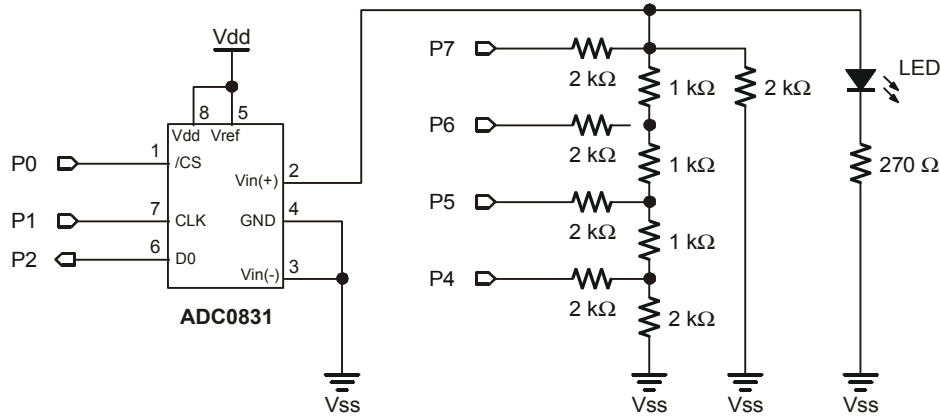 Vdd
8 5
Vdd Vref
P0 1 /CS
Vin(+) 2
P1 7 CLK
GND 4
P2 6 D0
Vin(-) 3
ADC0831
Vss
P7 2 kΩ
1 kΩ
2 kΩ
P6 2 kΩ
1 kΩ
P5 2 kΩ
1 kΩ
P4 2 kΩ
2 kΩ
Vss
Vss
LED
270 Ω
Vss